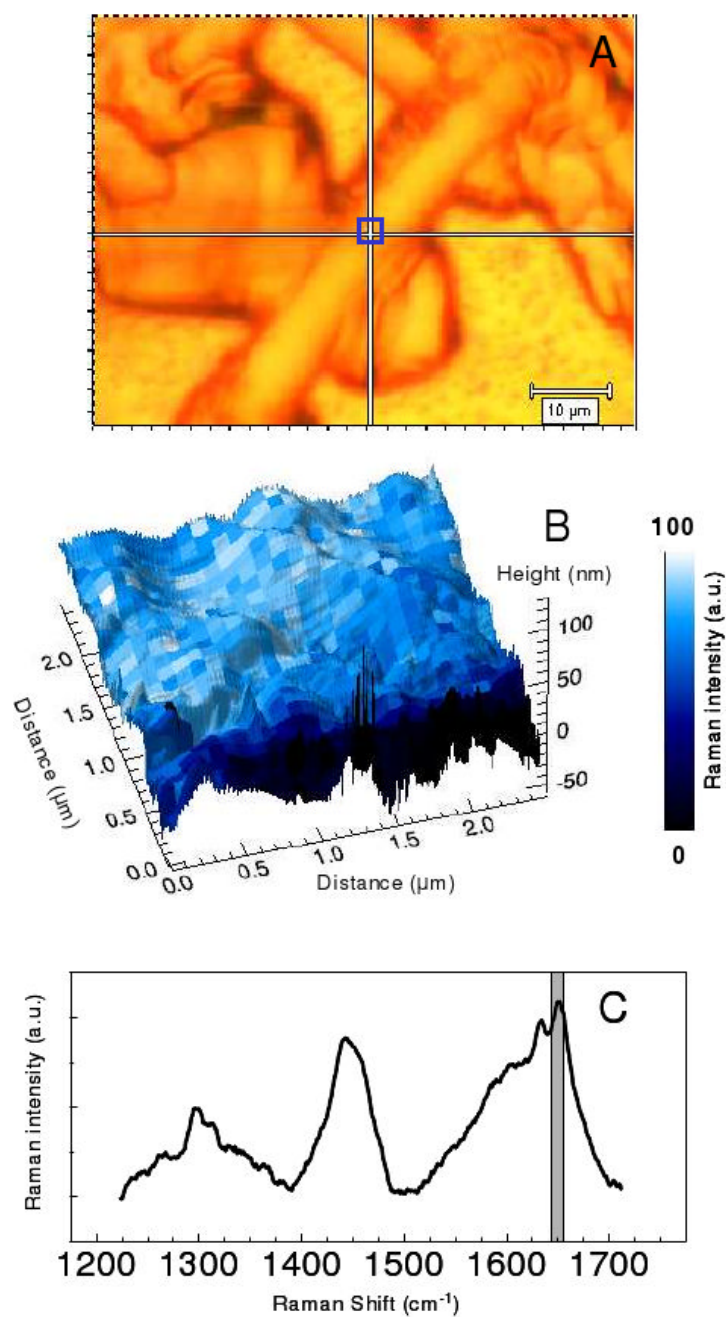 A
10 µm
B
100
Height (nm)
100
50
0
-50
Raman intensity (a.u.)
0
2.0
1.5
1.0
0.5
0.0
Distance (µm)
0.0
0.5
1.0
1.5
2.0
Distance (µm)
C
Raman intensity (a.u.)
1200 1300 1400 1500 1600 1700
Raman Shift (cm⁻¹)